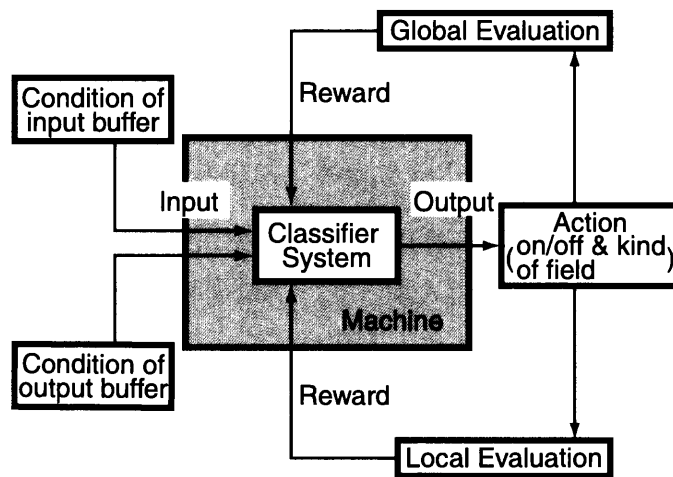 Global Evaluation
Reward
Condition of
input buffer
Input
Output
Classifier
System
Action
(on/off & kind)
of field
Machine
Condition of
output buffer
Reward
Local Evaluation